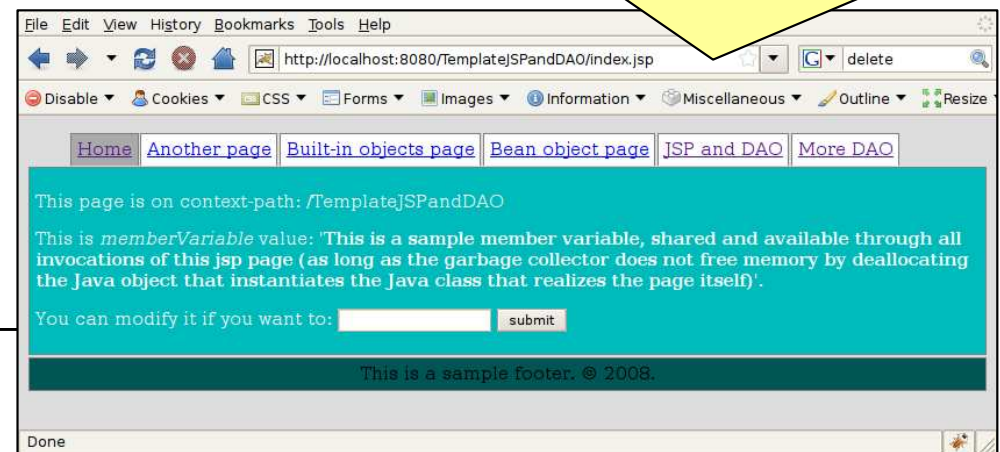 File Edit View History Bookmarks Tools Help
http://localhost:8080/TemplateJSPandDAO/index.jsp G delete
Disable Cookies CSS Forms Images Information Miscellaneous Outline Resize
Home Another page Built-in objects page Bean object page JSP and DAO More DAO
This page is on context-path: /TemplateJSPandDAO
This is memberVariable value: 'This is a sample member variable, shared and available through all
invocations of this jsp page (as long as the garbage collector does not free memory by deallocating
the Java object that instantiates the Java class that realizes the page itself)'.
You can modify it if you want to: submit
This is a sample footer. © 2008.
Done